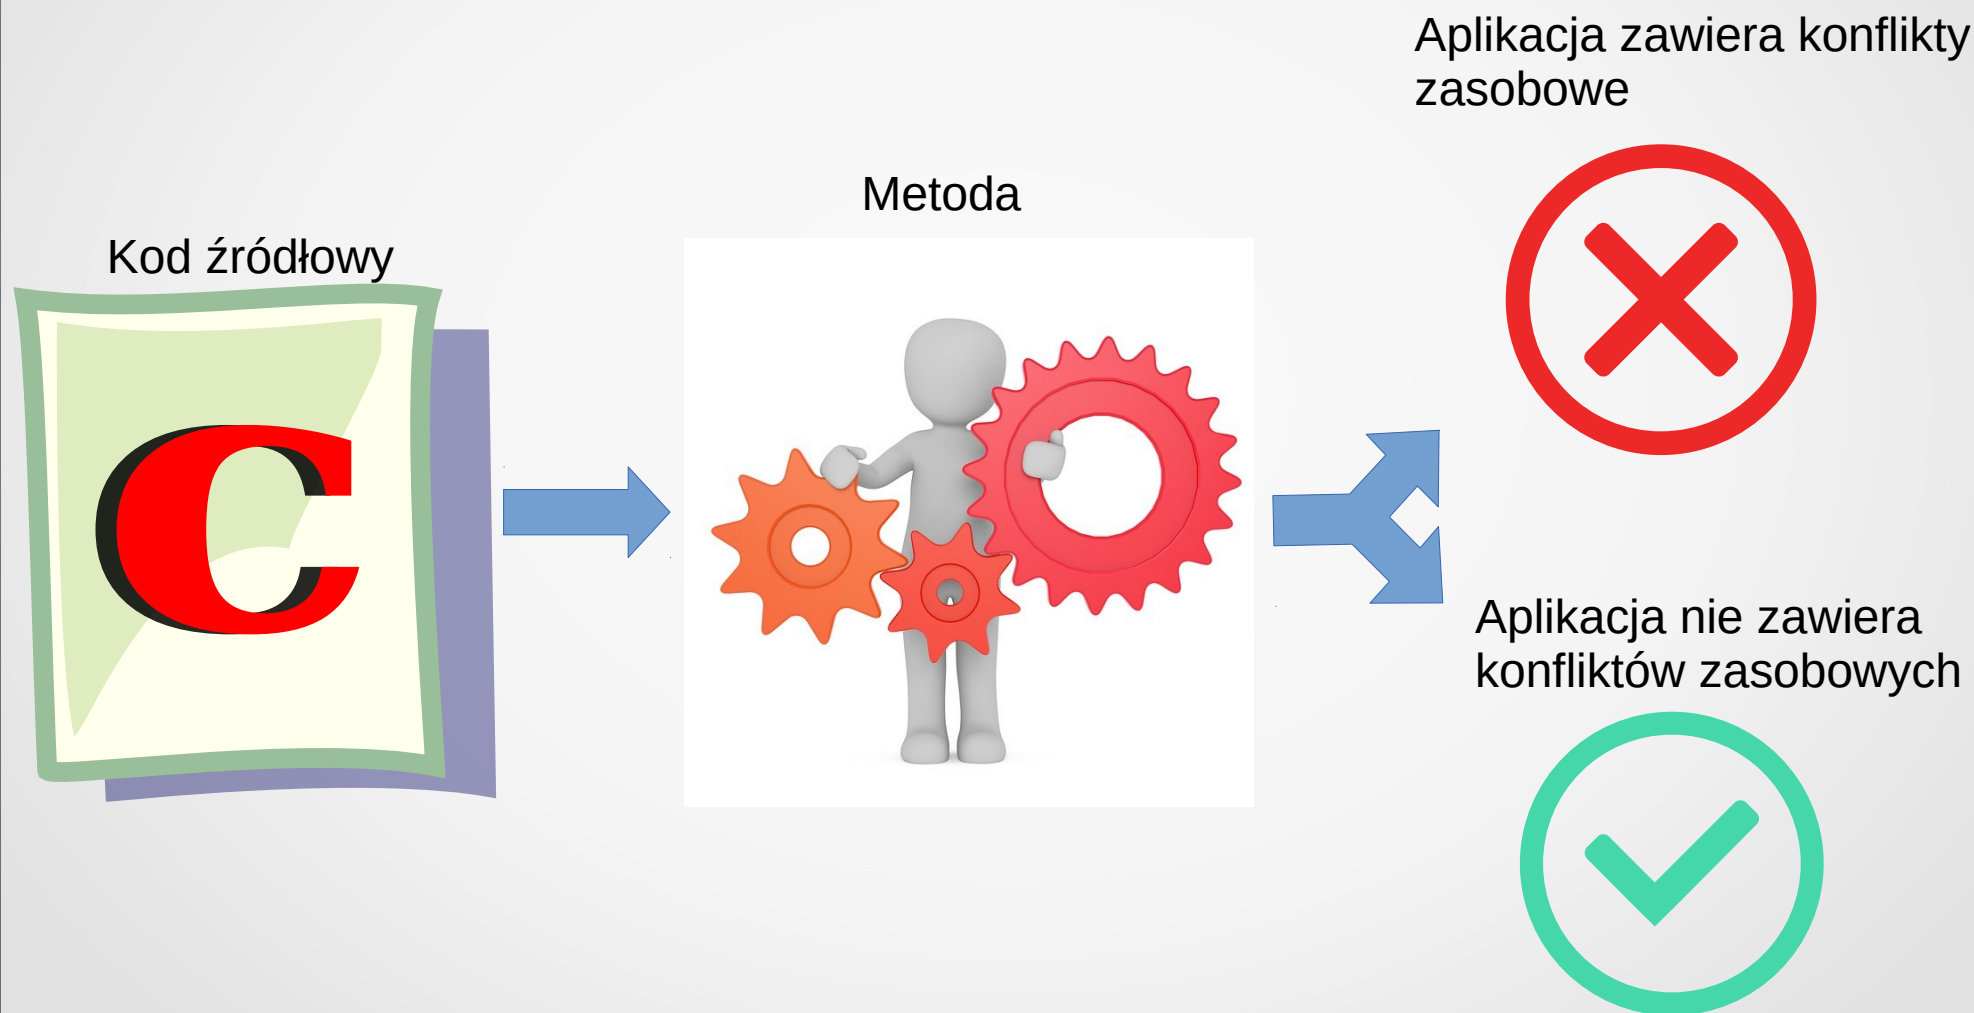 Kod źródłowy
C
Metoda
Aplikacja zawiera konflikty
zasobowe
Aplikacja nie zawiera
konfliktów zasobowych